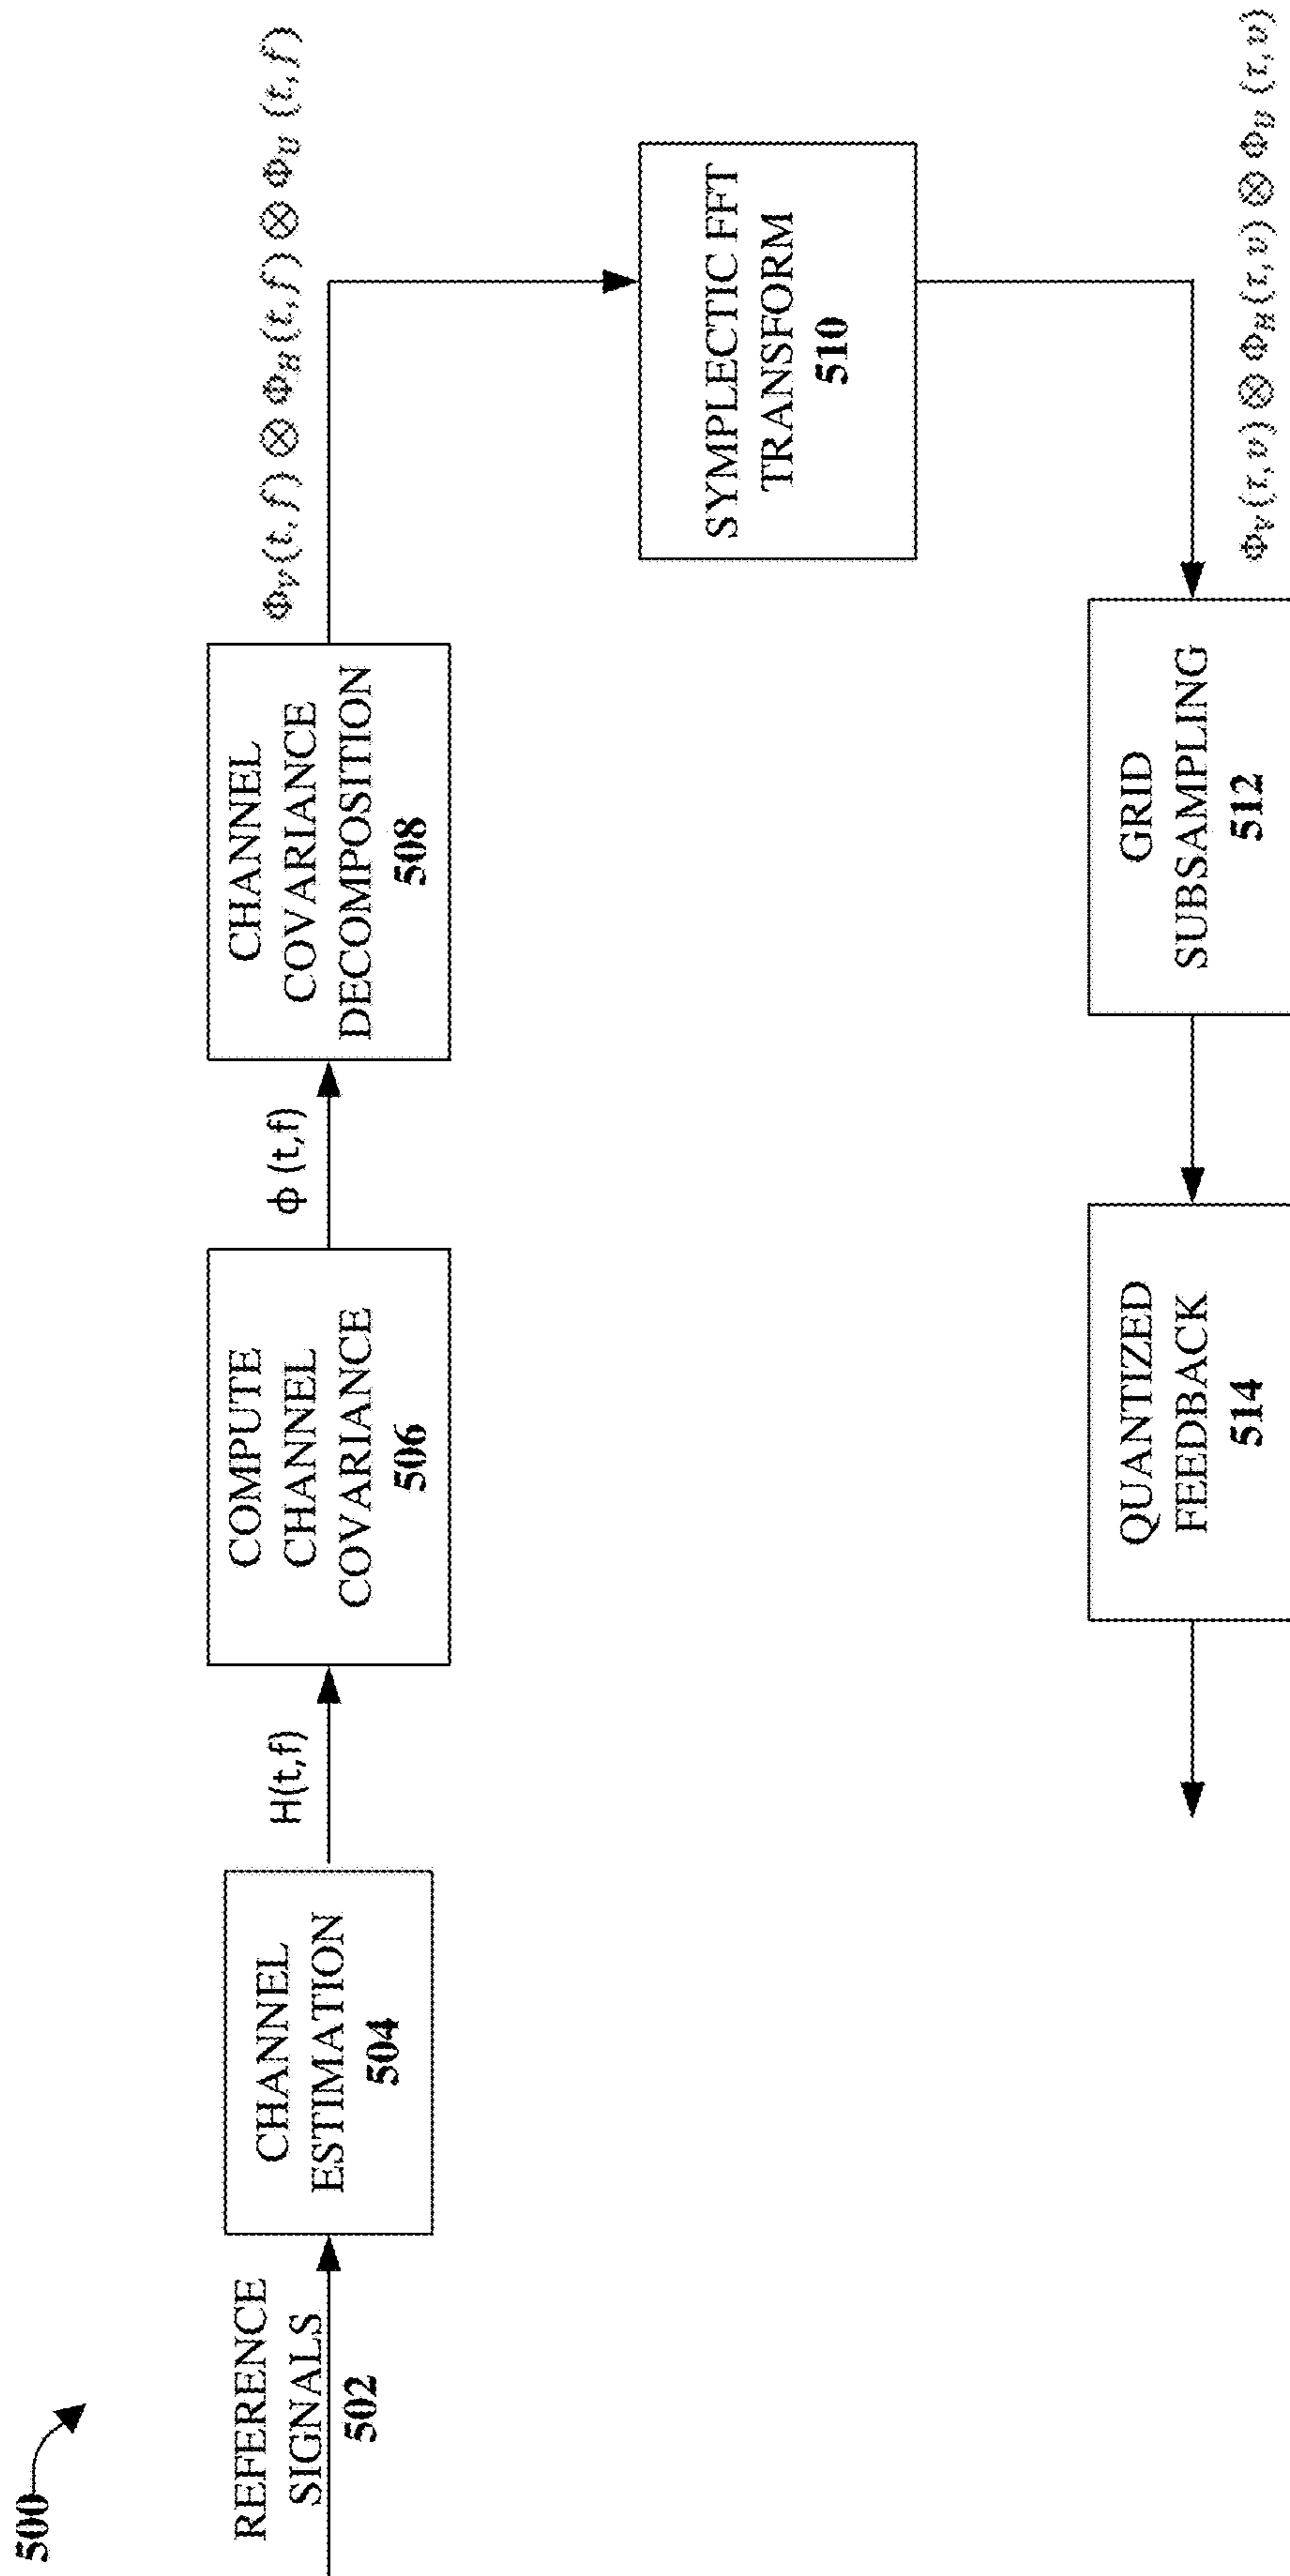 500
REFERENCE
SIGNALS
502
CHANNEL
ESTIMATION
504
H(t,f)
COMPUTE
CHANNEL
COVARIANCE
506
ϕ (t,f)
CHANNEL
COVARIANCE
DECOMPOSITION
508
Φ_V(t,f) ⊗ Φ_H(t,f) ⊗ Φ_U (t,f)
SYMPLECTIC FFT
TRANSFORM
510
Φ_V(τ,υ) ⊗ Φ_H(τ,υ) ⊗ Φ_U (τ,υ)
GRID
SUBSAMPLING
512
QUANTIZED
FEEDBACK
514